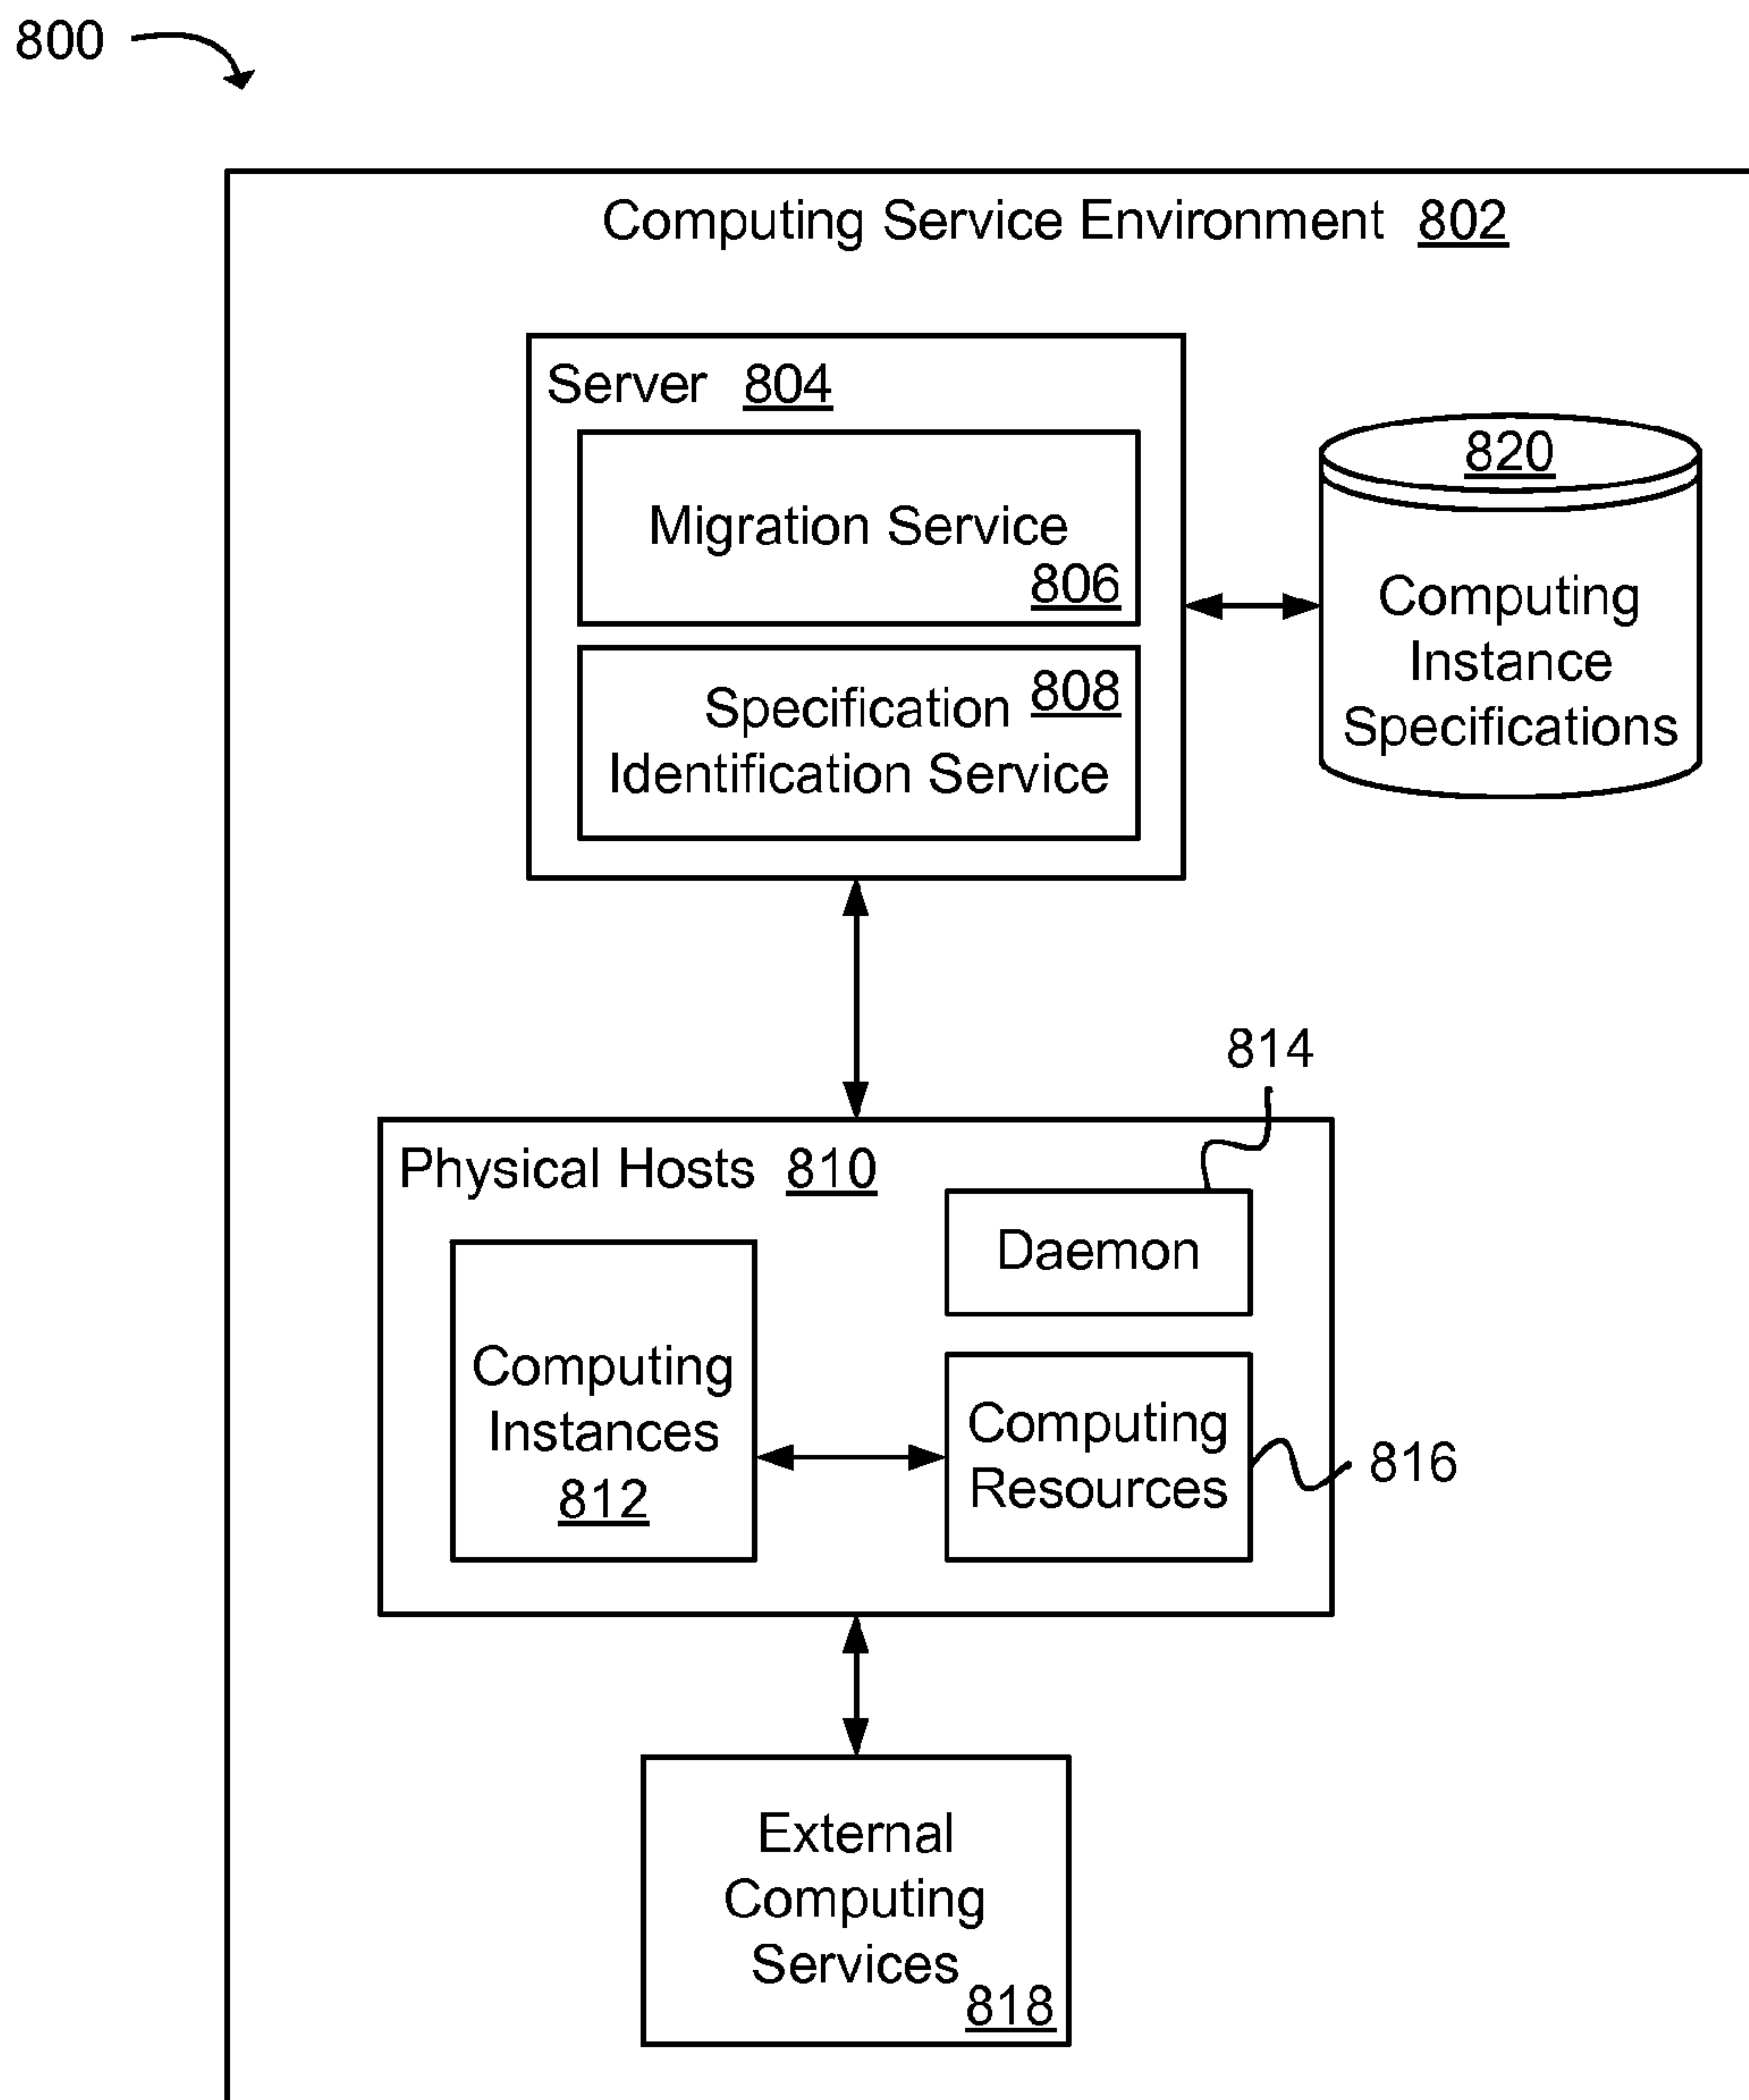 800
Computing Service Environment 802
Server 804
Migration Service
806
Specification 808
Identification Service
820
Computing
Instance
Specifications
814
Physical Hosts 810
Daemon
Computing
Instances
812
Computing
Resources
816
External
Computing
Services
818